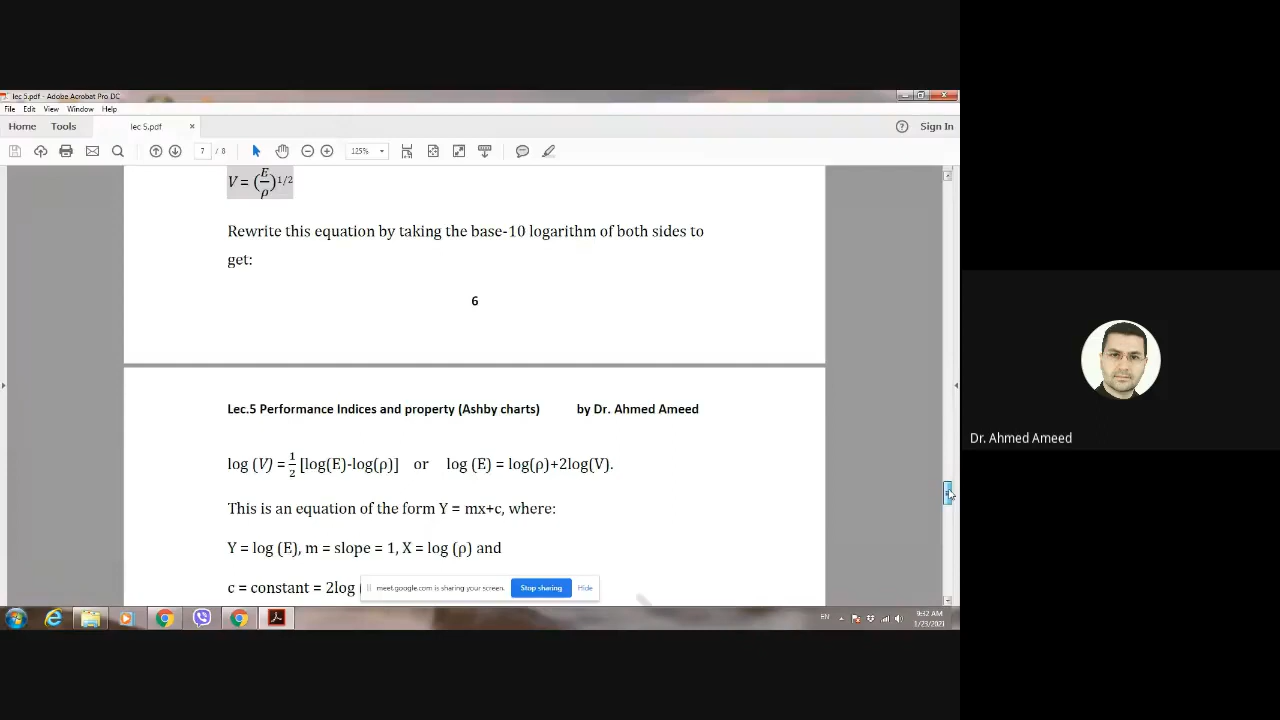 lec 5.pdf - Adobe Acrobat Pro DC
File Edit View Window Help
Home Tools lec 5.pdf × Sign In
7 / 8 125%
V = (E/ρ)^1/2
Rewrite this equation by taking the base-10 logarithm of both sides to
get:
6
Lec.5 Performance Indices and property (Ashby charts) by Dr. Ahmed Ameed
log (V) = 1/2 [log(E)-log(ρ)] or log (E) = log(ρ)+2log(V).
This is an equation of the form Y = mx+c, where:
Y = log (E), m = slope = 1, X = log (ρ) and
c = constant = 2log (
meet.google.com is sharing your screen. Stop sharing Hide
EN 9:32 AM
Dr. Ahmed Ameed